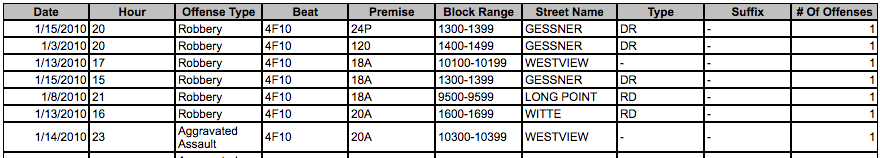 Date Hour Offense Type Beat Premise Block Range Street Name Type Suffix # Of Offenses
1/15/2010 20 Robbery 4F10 24P 1300-1399 GESSNER DR - 1
1/3/2010 20 Robbery 4F10 120 1400-1499 GESSNER DR - 1
1/13/2010 17 Robbery 4F10 18A 10100-10199 WESTVIEW - - 1
1/15/2010 15 Robbery 4F10 18A 1300-1399 GESSNER DR - 1
1/8/2010 21 Robbery 4F10 18A 9500-9599 LONG POINT RD - 1
1/13/2010 16 Robbery 4F10 20A 1600-1699 WITTE RD - 1
1/14/2010 23 Aggravated Assault 4F10 20A 10300-10399 WESTVIEW - - 1